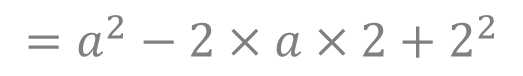 = a² − 2 × a × 2 + 2²